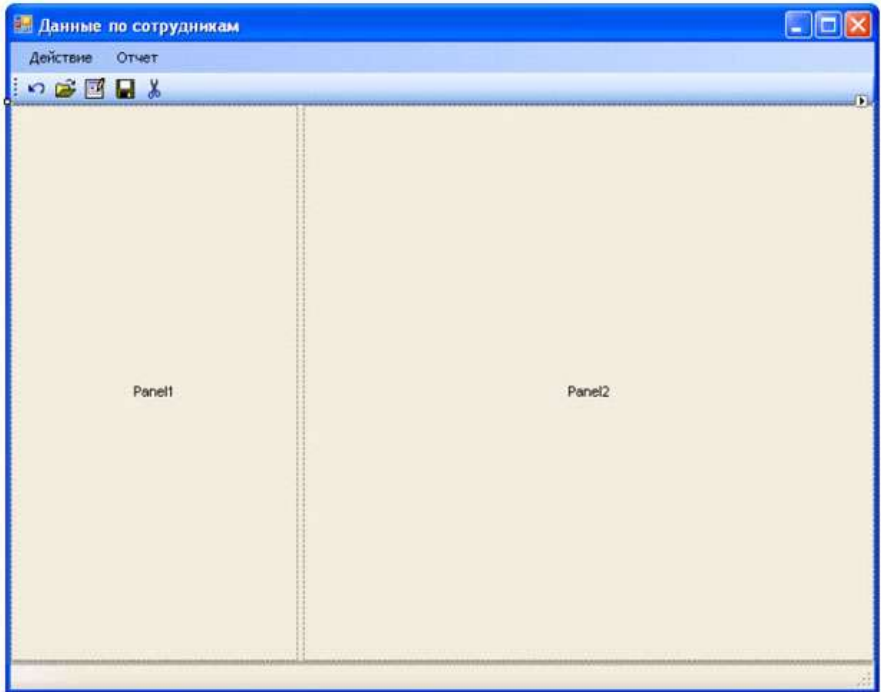 Данные по сотрудникам
Действие Отчет
Panel1 Panel2